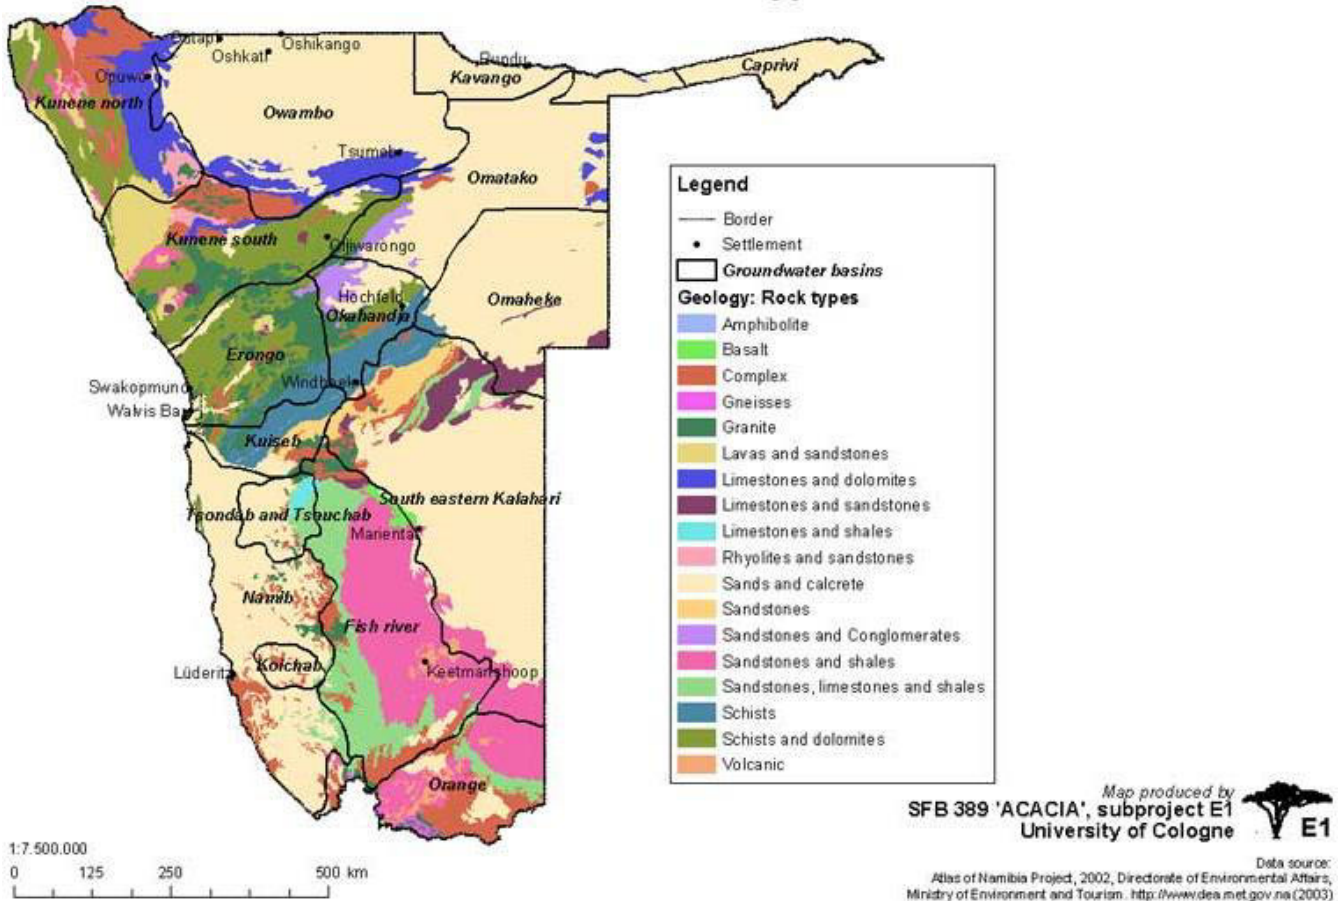 Outapi
Oshikango
Oshkati
Rundu
Opuwo
Kavango
Caprivi
Kunene north
Owambo
Tsumeb
Omatako
Kunene south
Otjiwarongo
Hochfeld
Okahandja
Omaheke
Erongo
Windhoek
Swakopmund
Walvis Bay
Kuiseb
South eastern Kalahari
Tsondab and Tsauchab
Mariental
Namib
Fish river
Koichab
Lüderitz
Keetmanshoop
Orange
Legend
Border
Settlement
Groundwater basins
Geology: Rock types
Amphibolite
Basalt
Complex
Gneisses
Granite
Lavas and sandstones
Limestones and dolomites
Limestones and sandstones
Limestones and shales
Rhyolites and sandstones
Sands and calcrete
Sandstones
Sandstones and Conglomerates
Sandstones and shales
Sandstones, limestones and shales
Schists
Schists and dolomites
Volcanic
1:7.500.000
0 125 250 500 km
Map produced by
SFB 389 'ACACIA', subproject E1
University of Cologne
E1
Data source:
Atlas of Namibia Project, 2002, Directorate of Environmental Affairs,
Ministry of Environment and Tourism. http://www.dea.met.gov.na (2003)